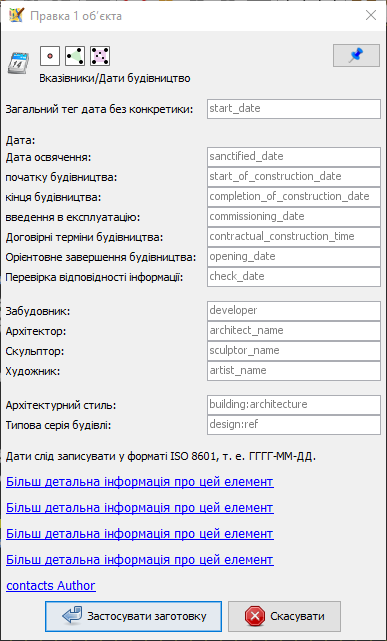 Правка 1 об'єкта
14
Вказівники/Дати будівництво
Загальний тег дата без конкретики: start_date
Дата:
Дата освячення: sanctified_date
початку будівництва: start_of_construction_date
кінця будівництва: completion_of_construction_date
введення в експлуатацію: commissioning_date
Договірні терміни будівництва: contractual_construction_time
Орієнтовне завершення будівництва: opening_date
Перевірка відповідності інформації: check_date
Забудовник: developer
Архітектор: architect_name
Скульптор: sculptor_name
Художник: artist_name
Архітектурний стиль: building:architecture
Типова серія будівлі: design:ref
Дати слід записувати у форматі ISO 8601, т. е. ГГГГ-ММ-ДД.
Більш детальна інформація про цей елемент
Більш детальна інформація про цей елемент
Більш детальна інформація про цей елемент
Більш детальна інформація про цей елемент
contacts Author
Застосувати заготовку Скасувати